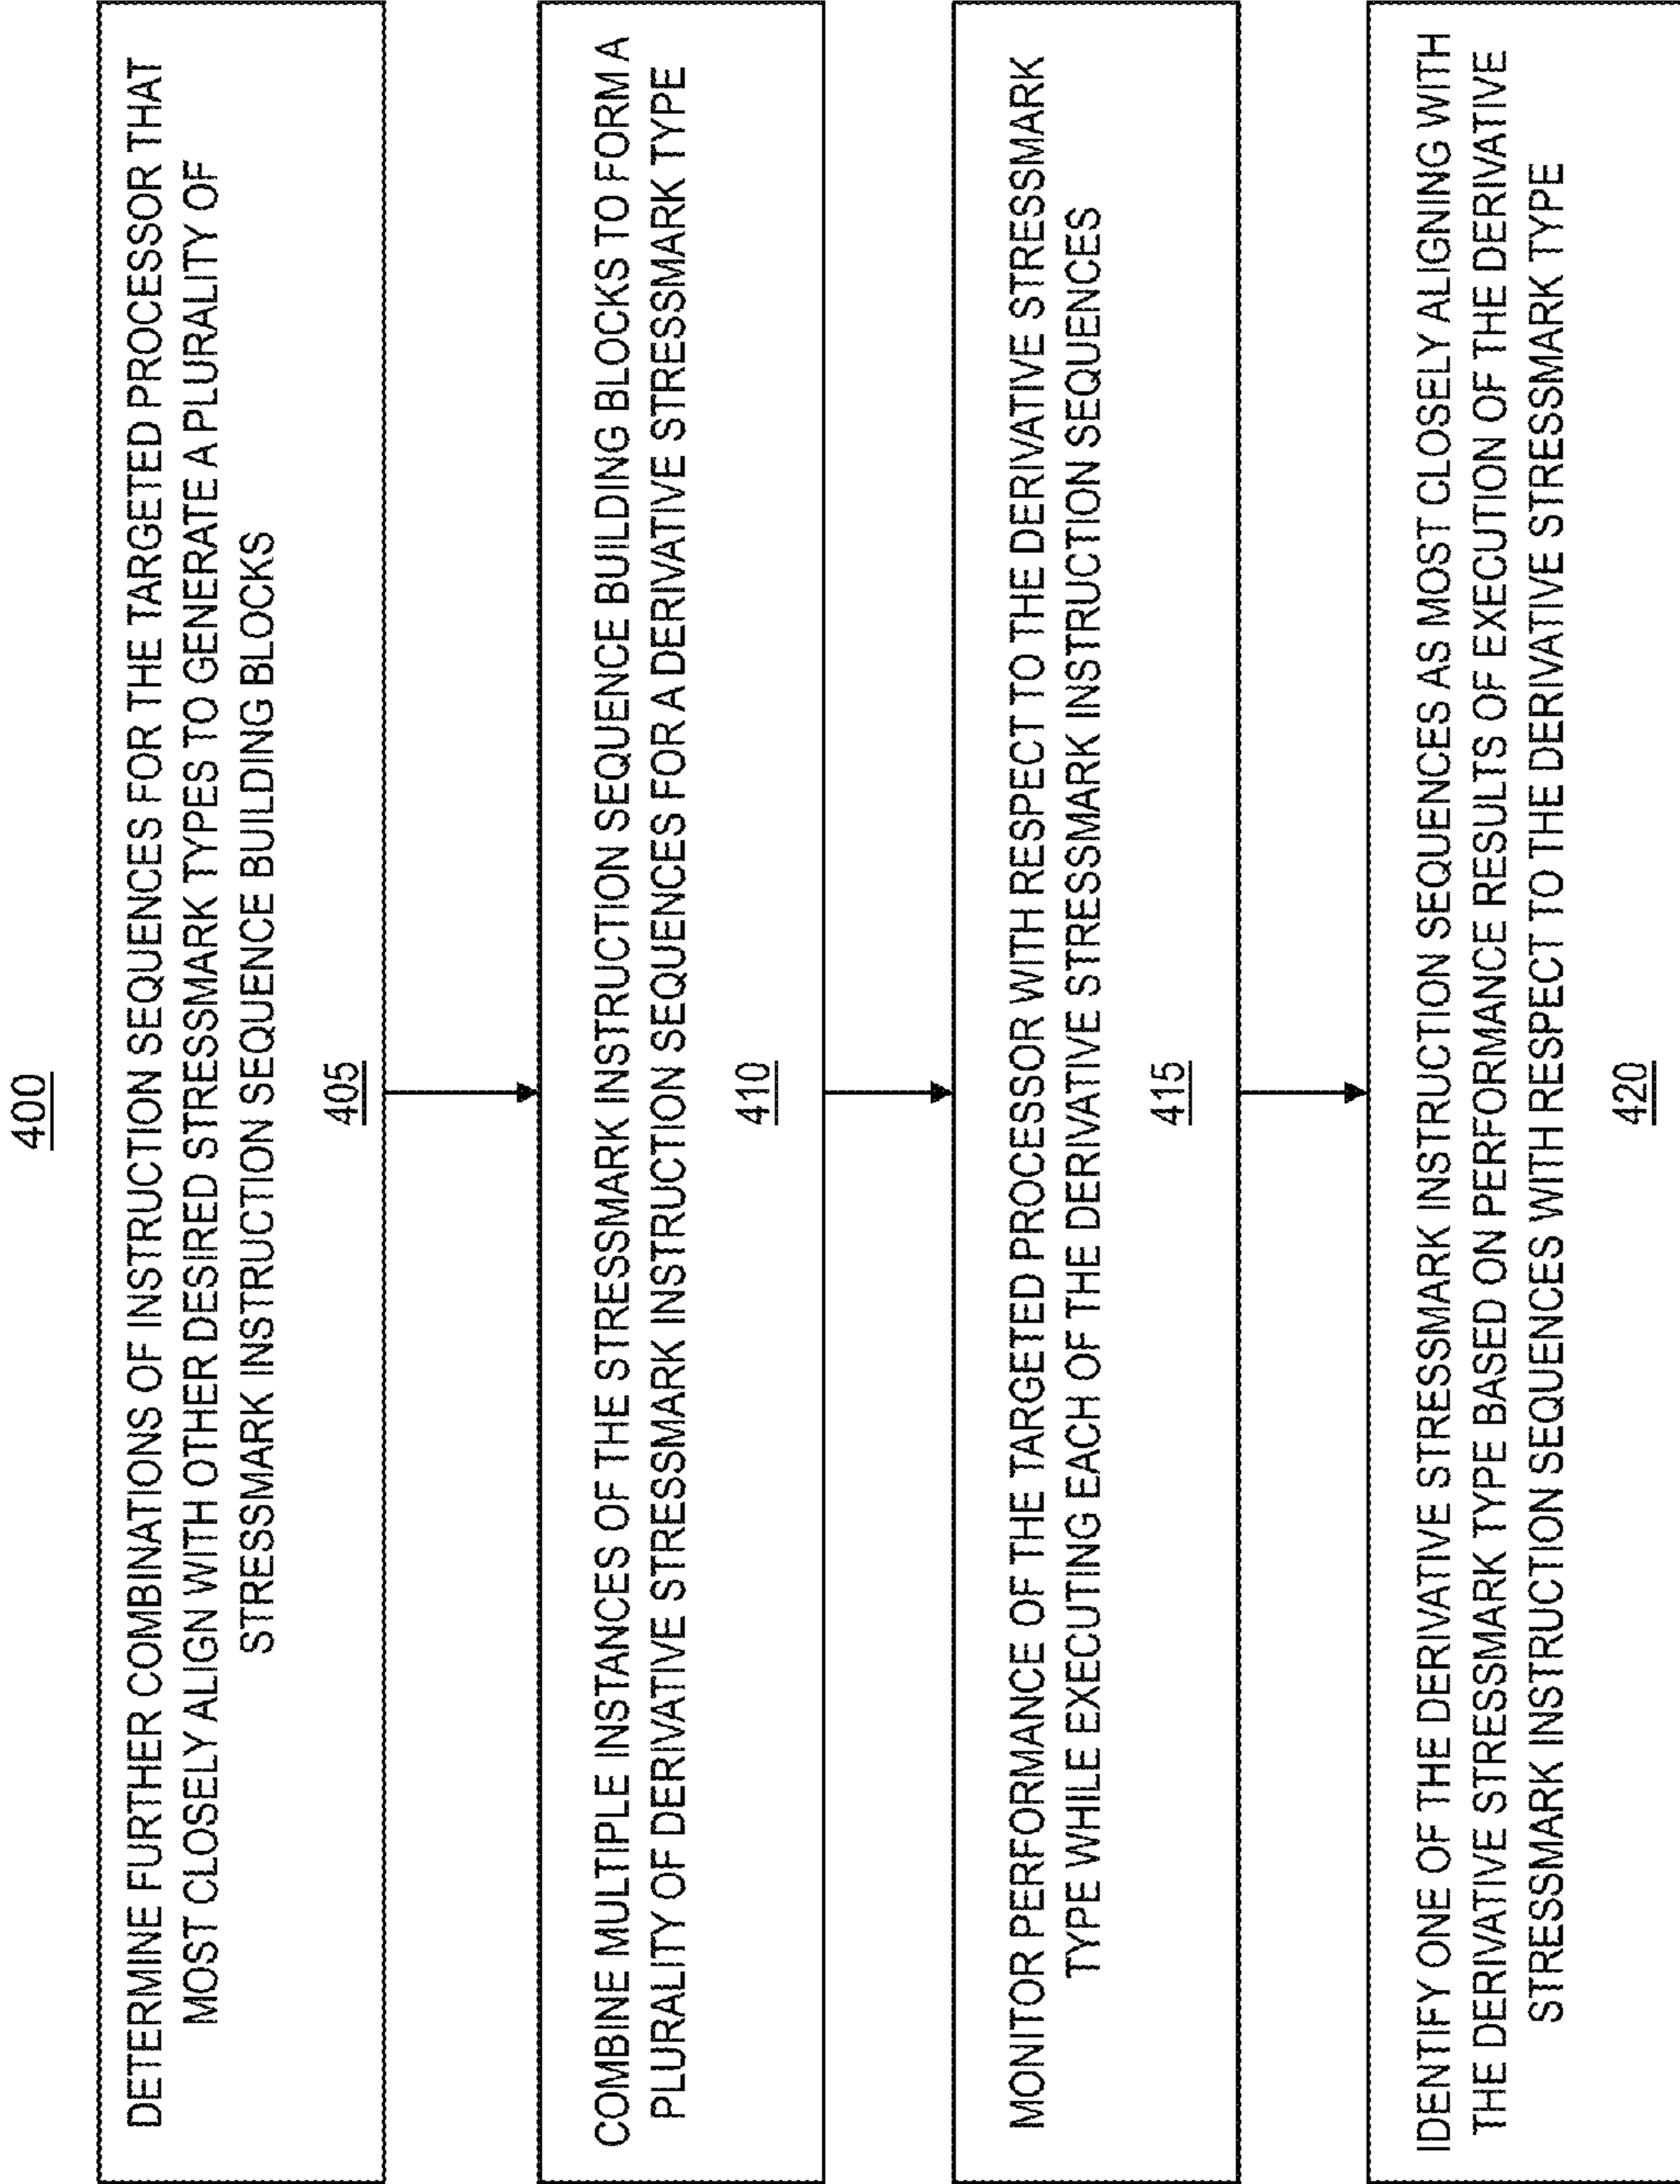 400
DETERMINE FURTHER COMBINATIONS OF INSTRUCTION SEQUENCES FOR THE TARGETED PROCESSOR THAT
MOST CLOSELY ALIGN WITH OTHER DESIRED STRESSMARK TYPES TO GENERATE A PLURALITY OF
STRESSMARK INSTRUCTION SEQUENCE BUILDING BLOCKS
405
COMBINE MULTIPLE INSTANCES OF THE STRESSMARK INSTRUCTION SEQUENCE BUILDING BLOCKS TO FORM A
PLURALITY OF DERIVATIVE STRESSMARK INSTRUCTION SEQUENCES FOR A DERIVATIVE STRESSMARK TYPE
410
MONITOR PERFORMANCE OF THE TARGETED PROCESSOR WITH RESPECT TO THE DERIVATIVE STRESSMARK
TYPE WHILE EXECUTING EACH OF THE DERIVATIVE STRESSMARK INSTRUCTION SEQUENCES
415
IDENTIFY ONE OF THE DERIVATIVE STRESSMARK INSTRUCTION SEQUENCES AS MOST CLOSELY ALIGNING WITH
THE DERIVATIVE STRESSMARK TYPE BASED ON PERFORMANCE RESULTS OF EXECUTION OF THE DERIVATIVE
STRESSMARK INSTRUCTION SEQUENCES WITH RESPECT TO THE DERIVATIVE STRESSMARK TYPE
420